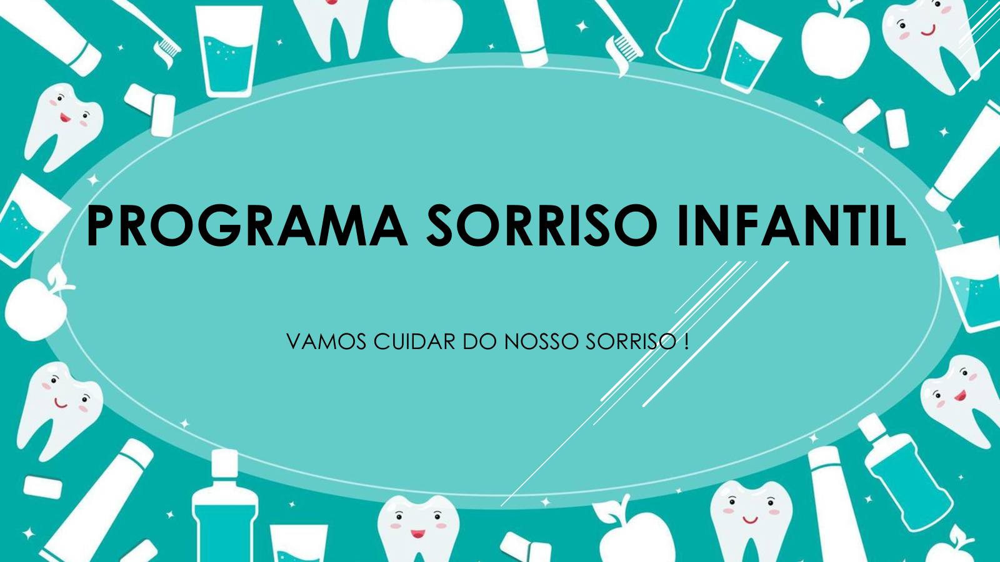 PROGRAMA SORRISO INFANTIL
VAMOS CUIDAR DO NOSSO SORRISO !